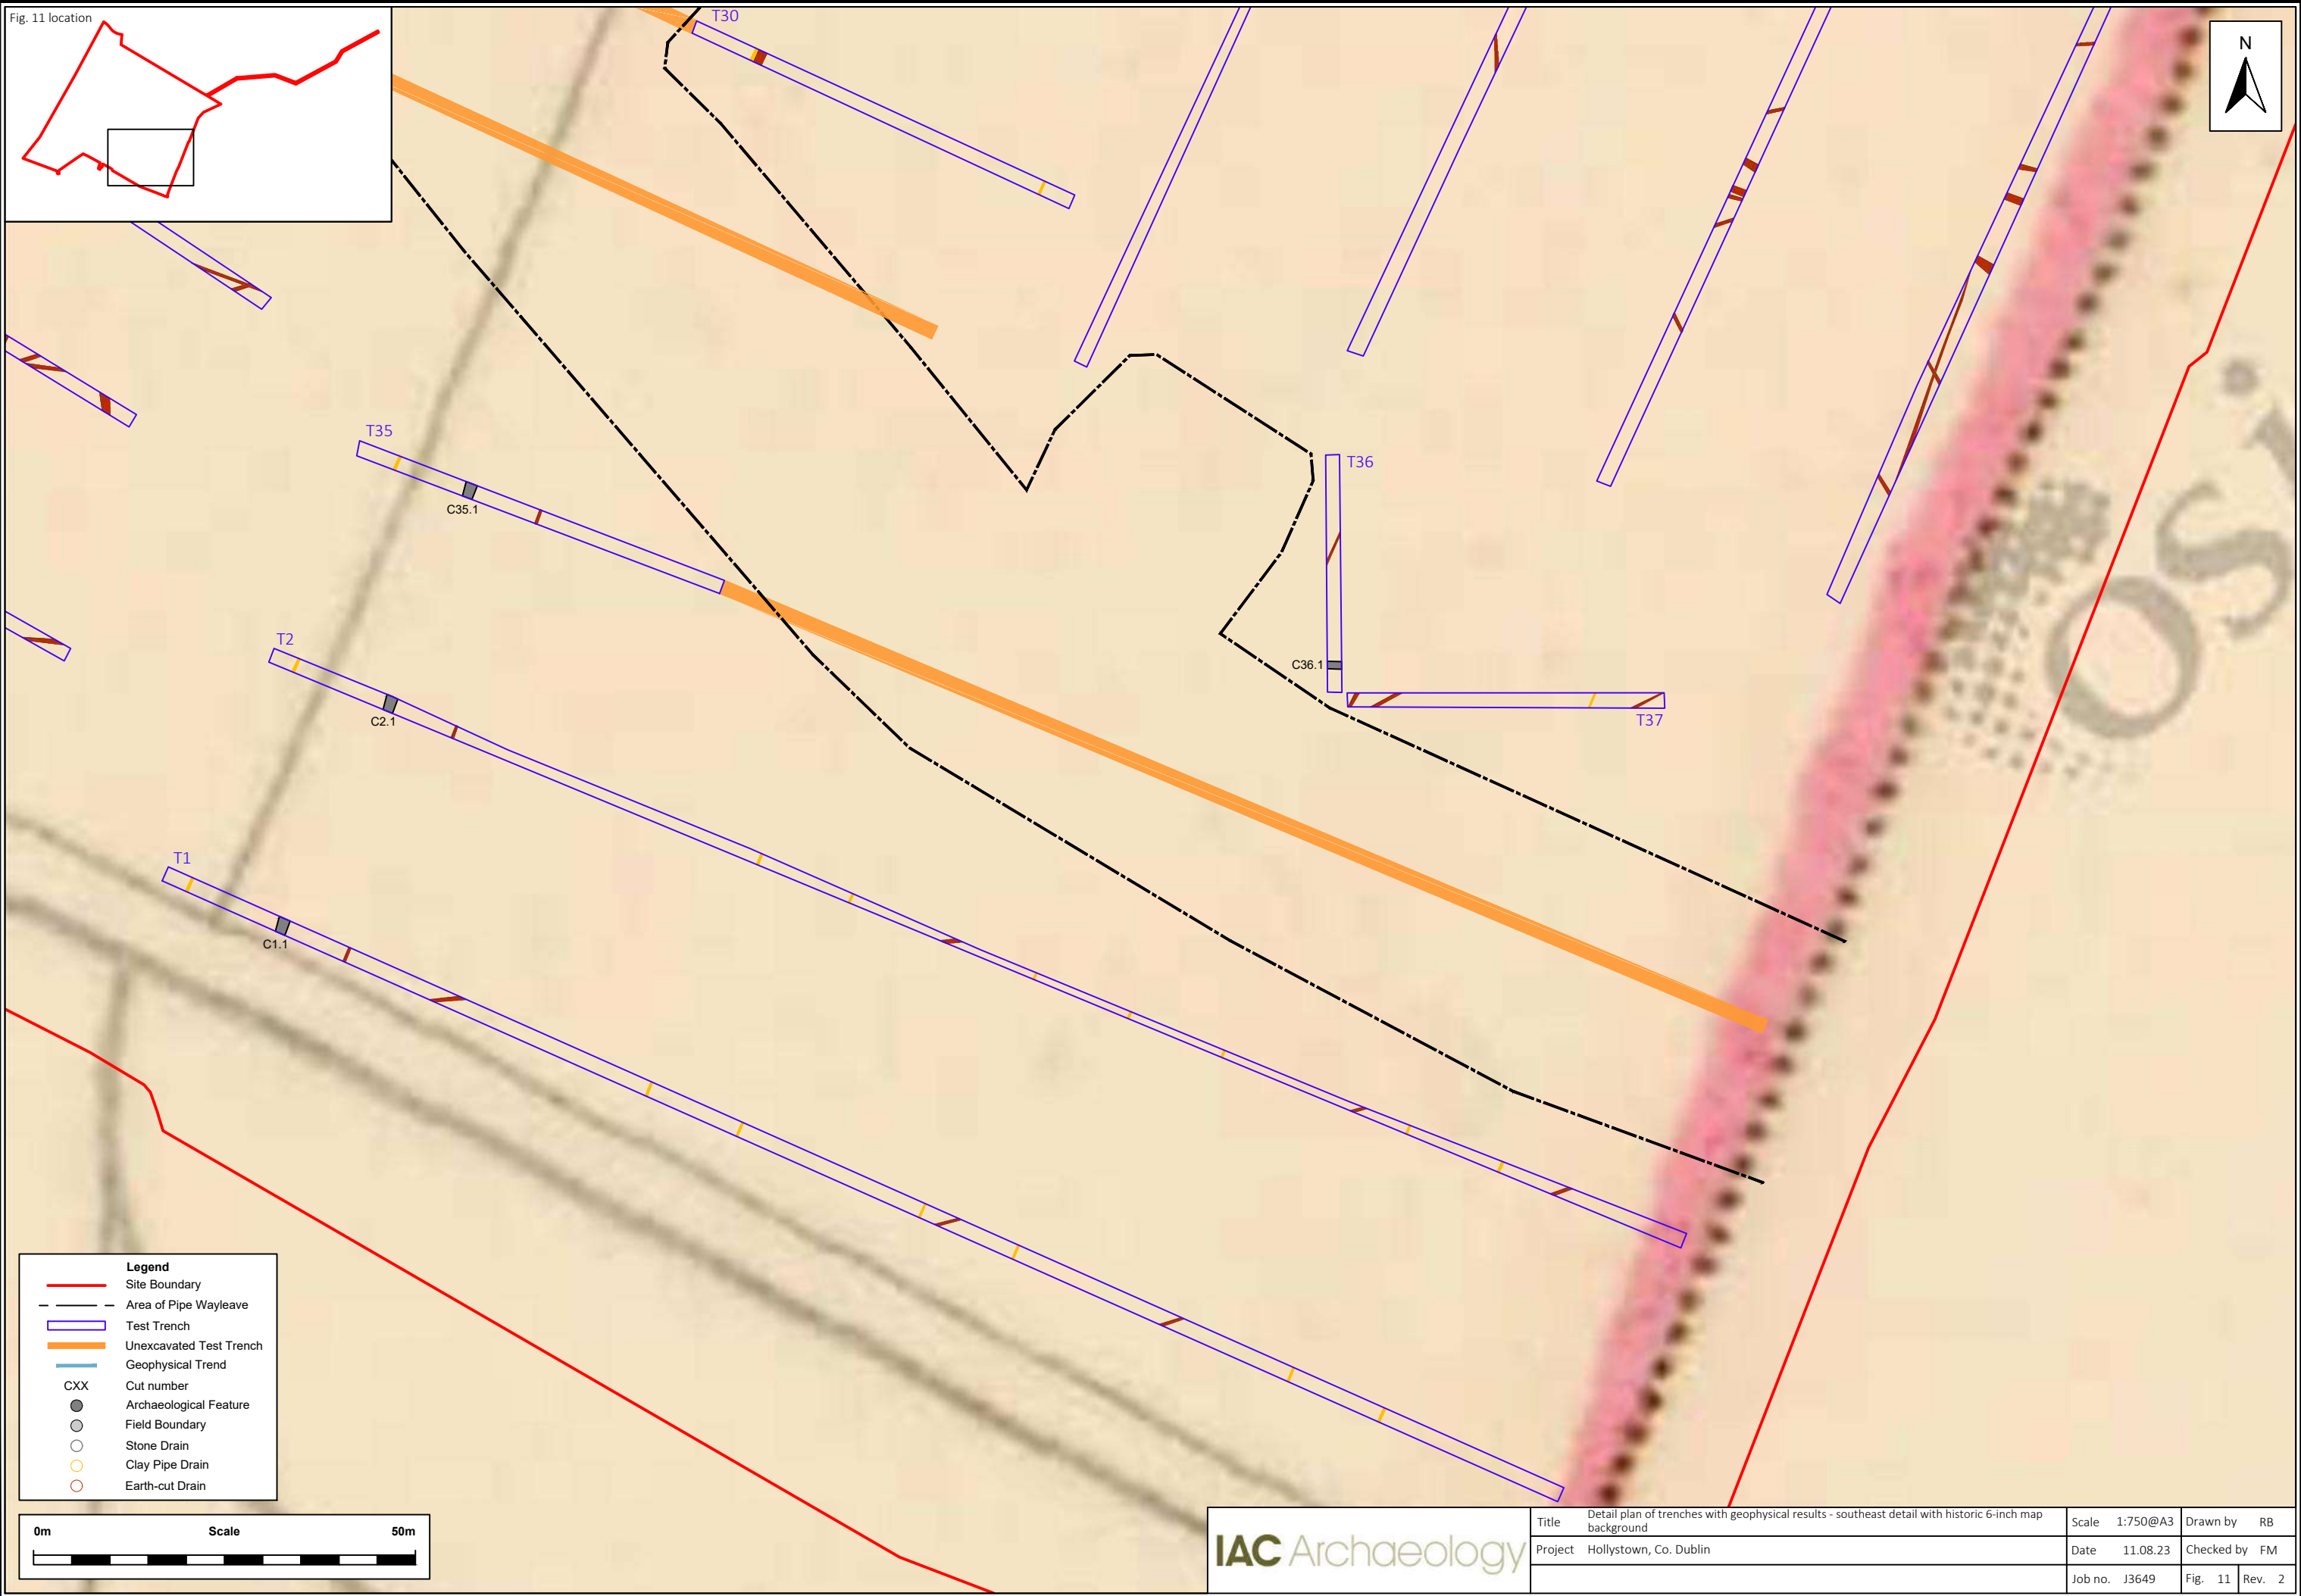 Fig. 11 location
T30
N
T35
C35.1
T36
C36.1
T37
T2
C2.1
T1
C1.1
OSi
Legend
Site Boundary
Area of Pipe Wayleave
Test Trench
Unexcavated Test Trench
Geophysical Trend
CXX Cut number
Archaeological Feature
Field Boundary
Stone Drain
Clay Pipe Drain
Earth-cut Drain
0m Scale 50m
IAC Archaeology
Title Detail plan of trenches with geophysical results - southeast detail with historic 6-inch map
background
Project Hollystown, Co. Dublin
Scale 1:750@A3 Drawn by RB
Date 11.08.23 Checked by FM
Job no. J3649 Fig. 11 Rev. 2